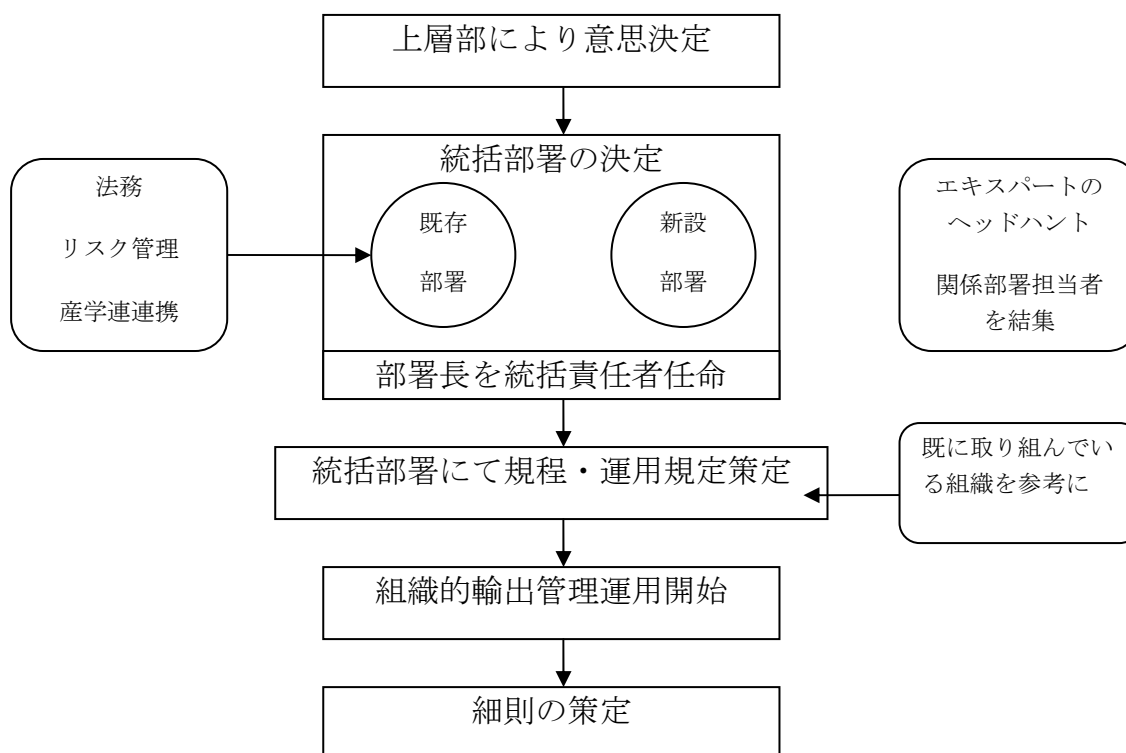 上層部により意思決定
統括部署の決定
法務
リスク管理
産学連連携
既存
部署
新設
部署
エキスパートの
ヘッドハント
関係部署担当者
を結集
部署長を統括責任者任命
統括部署にて規程・運用規定策定
既に取り組んでい
る組織を参考に
組織的輸出管理運用開始
細則の策定